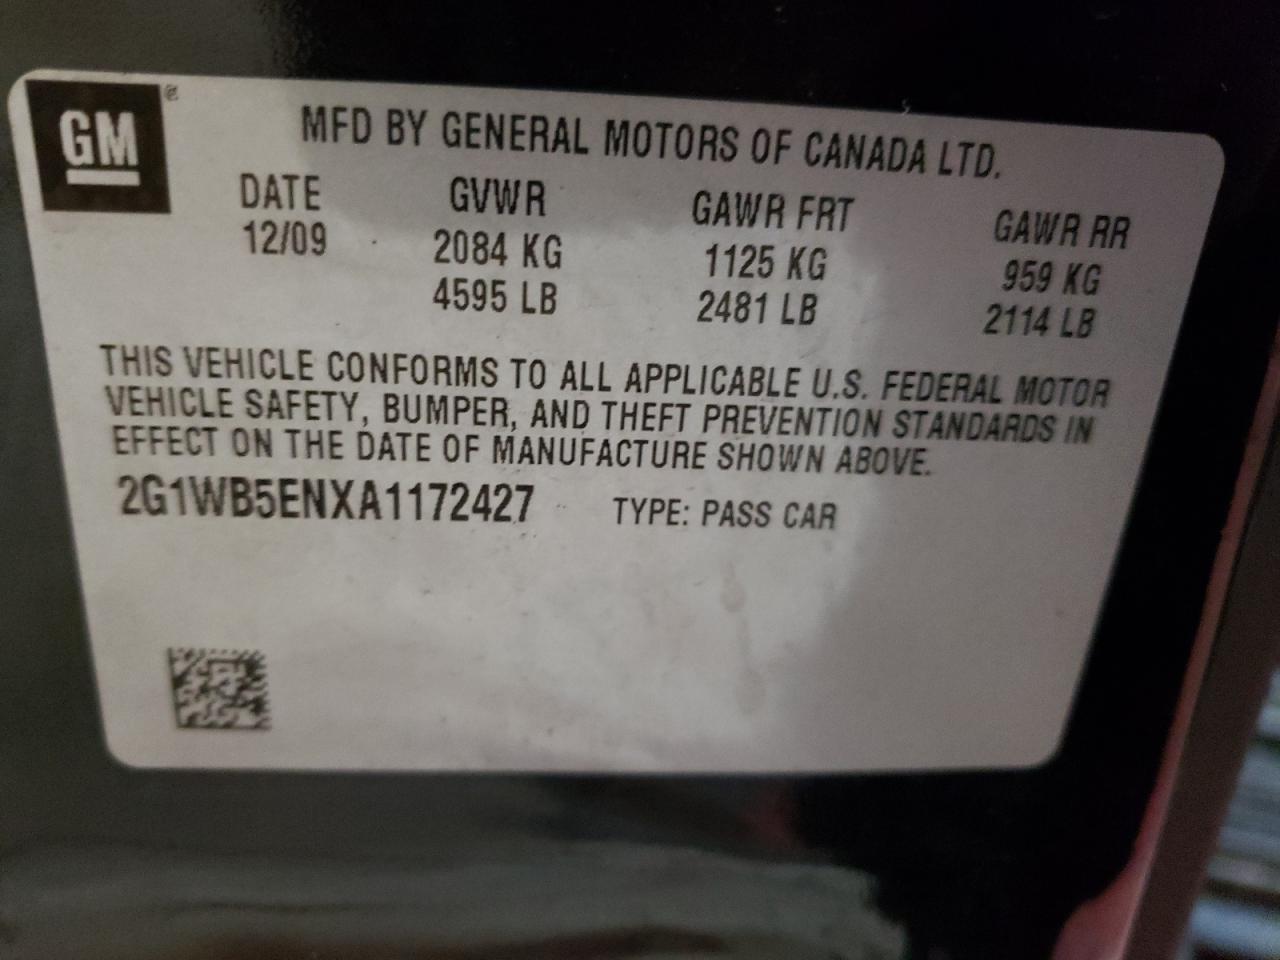 GM
®
MFD BY GENERAL MOTORS OF CANADA LTD.
DATE GVWR GAWR FRT GAWR RR
12/09 2084 KG 1125 KG 959 KG
4595 LB 2481 LB 2114 LB
THIS VEHICLE CONFORMS TO ALL APPLICABLE U.S. FEDERAL MOTOR
VEHICLE SAFETY, BUMPER, AND THEFT PREVENTION STANDARDS IN
EFFECT ON THE DATE OF MANUFACTURE SHOWN ABOVE.
2G1WB5ENXA1172427 TYPE: PASS CAR